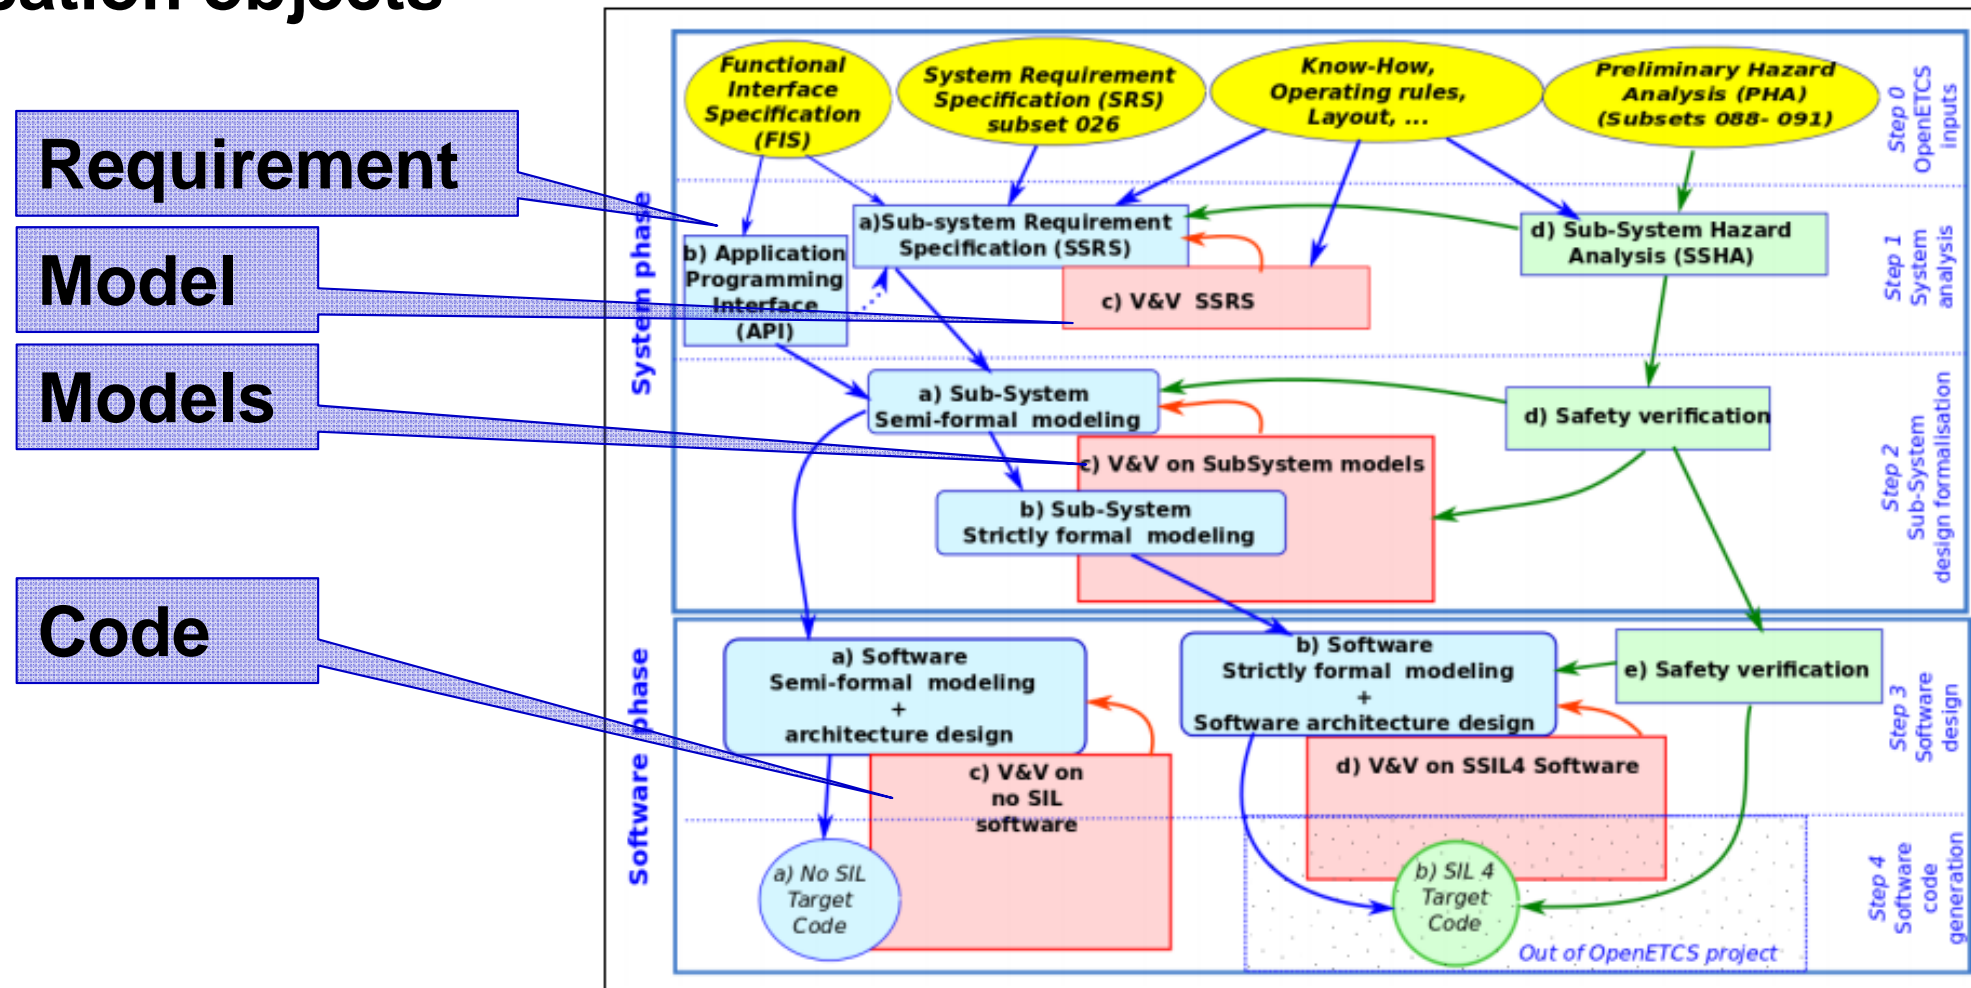 Requirement
Model
Models
Code
System phase
Software phase
Functional
Interface
Specification
(FIS)
System Requirement
Specification (SRS)
subset 026
Know-How,
Operating rules,
Layout, ...
Preliminary Hazard
Analysis (PHA)
(Subsets 088- 091)
Step 0
OpenETCS
inputs
a)Sub-system Requirement
Specification (SSRS)
b) Application
Programming
Interface
(API)
c) V&V SSRS
d) Sub-System Hazard
Analysis (SSHA)
Step 1
System
analysis
a) Sub-System
Semi-formal modeling
c) V&V on SubSystem models
b) Sub-System
Strictly formal modeling
d) Safety verification
Step 2
Sub-System
design formalisation
a) Software
Semi-formal modeling
+
architecture design
b) Software
Strictly formal modeling
+
Software architecture design
e) Safety verification
c) V&V on
no SIL
software
d) V&V on SSIL4 Software
Step 3
Software
design
a) No SIL
Target
Code
b) SIL 4
Target
Code
Out of OpenETCS project
Step 4
Software
code
generation